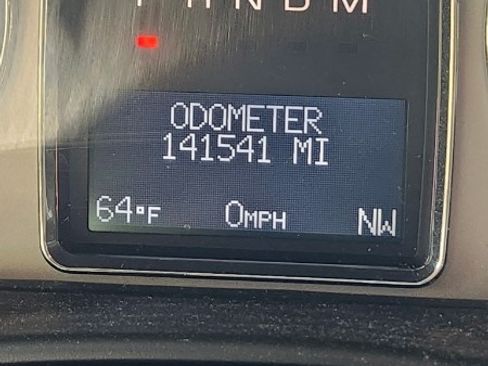 P R N D M
ODOMETER
141541 MI
64°F 0MPH NW